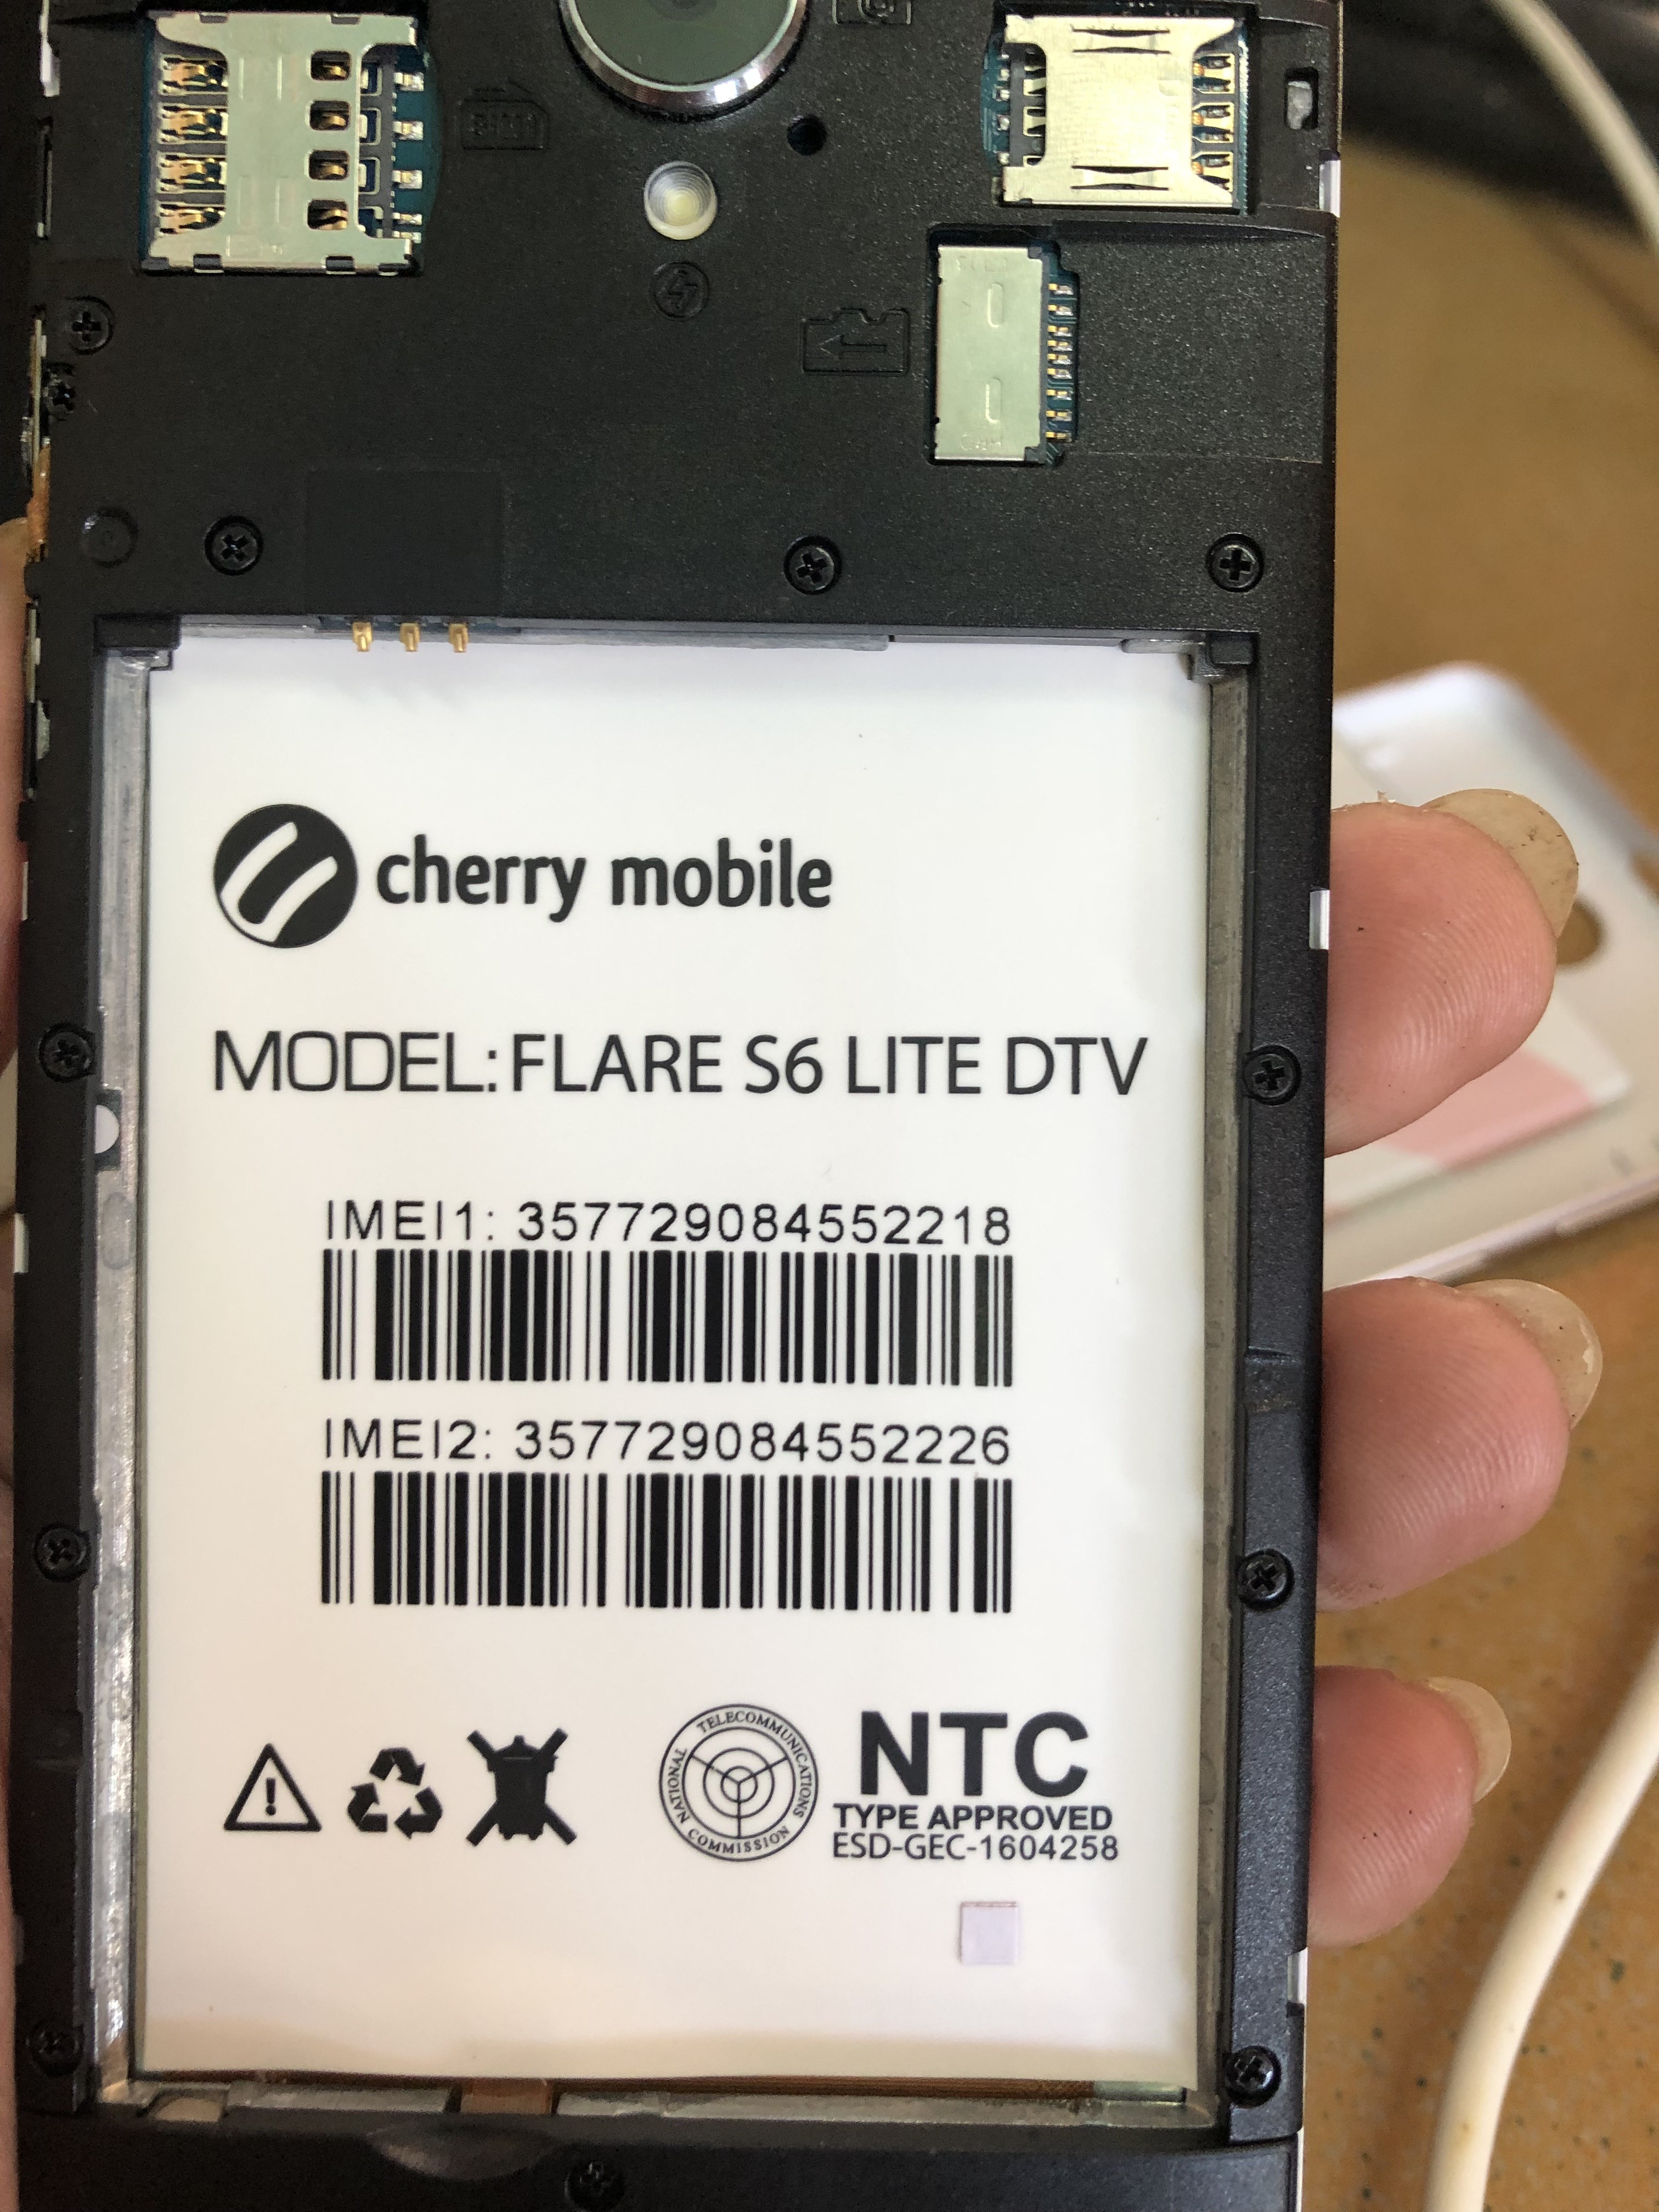 SIM1
cherry mobile
MODEL: FLARE S6 LITE DTV
IMEI1: 357729084552218
IMEI2: 357729084552226
NATIONAL TELECOMMUNICATIONS COMMISSION
NTC
TYPE APPROVED
ESD-GEC-1604258